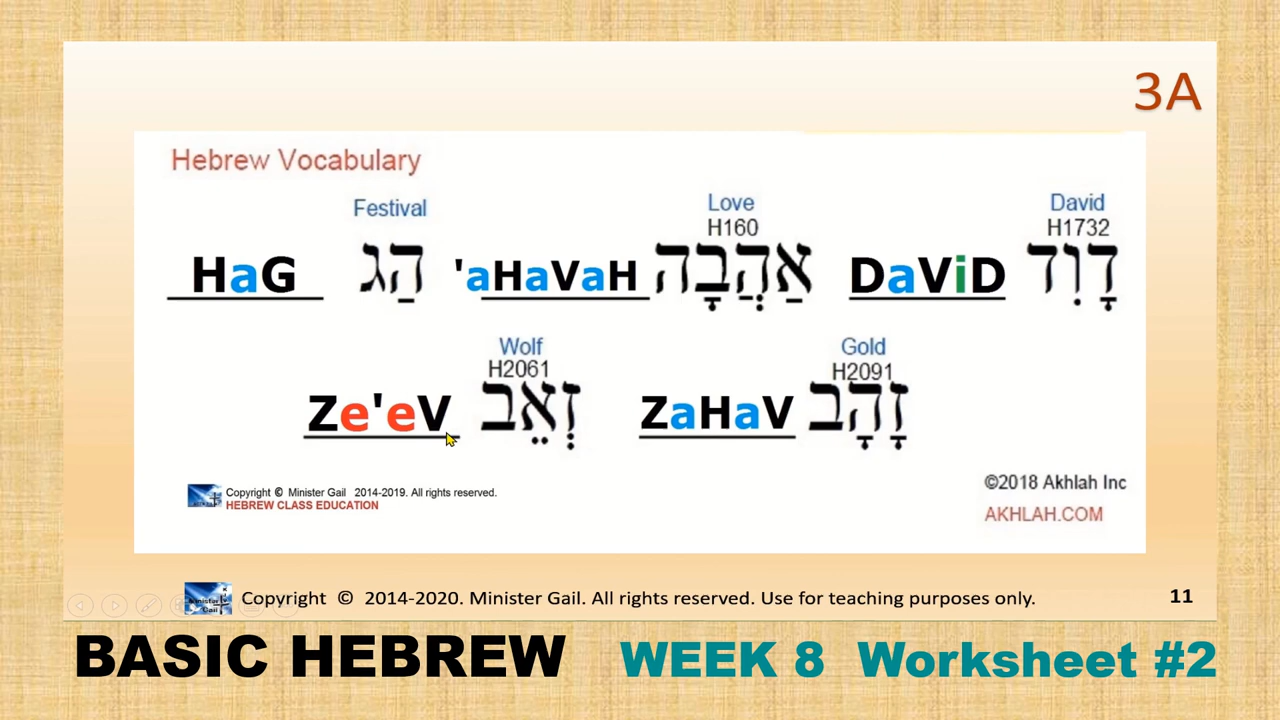 3A
Hebrew Vocabulary
Festival
HaG הַג
Love
H160
'aHaVaH אַהֲבָה
David
H1732
DaViD דָוִד
Wolf
H2061
Ze'eV זְאֵב
Gold
H2091
ZaHaV זָהָב
Copyright © Minister Gail 2014-2019. All rights reserved.
HEBREW CLASS EDUCATION
©2018 Akhlah Inc
AKHLAH.COM
Minister Gail
Copyright © 2014-2020. Minister Gail. All rights reserved. Use for teaching purposes only.
11
BASIC HEBREW WEEK 8 Worksheet #2